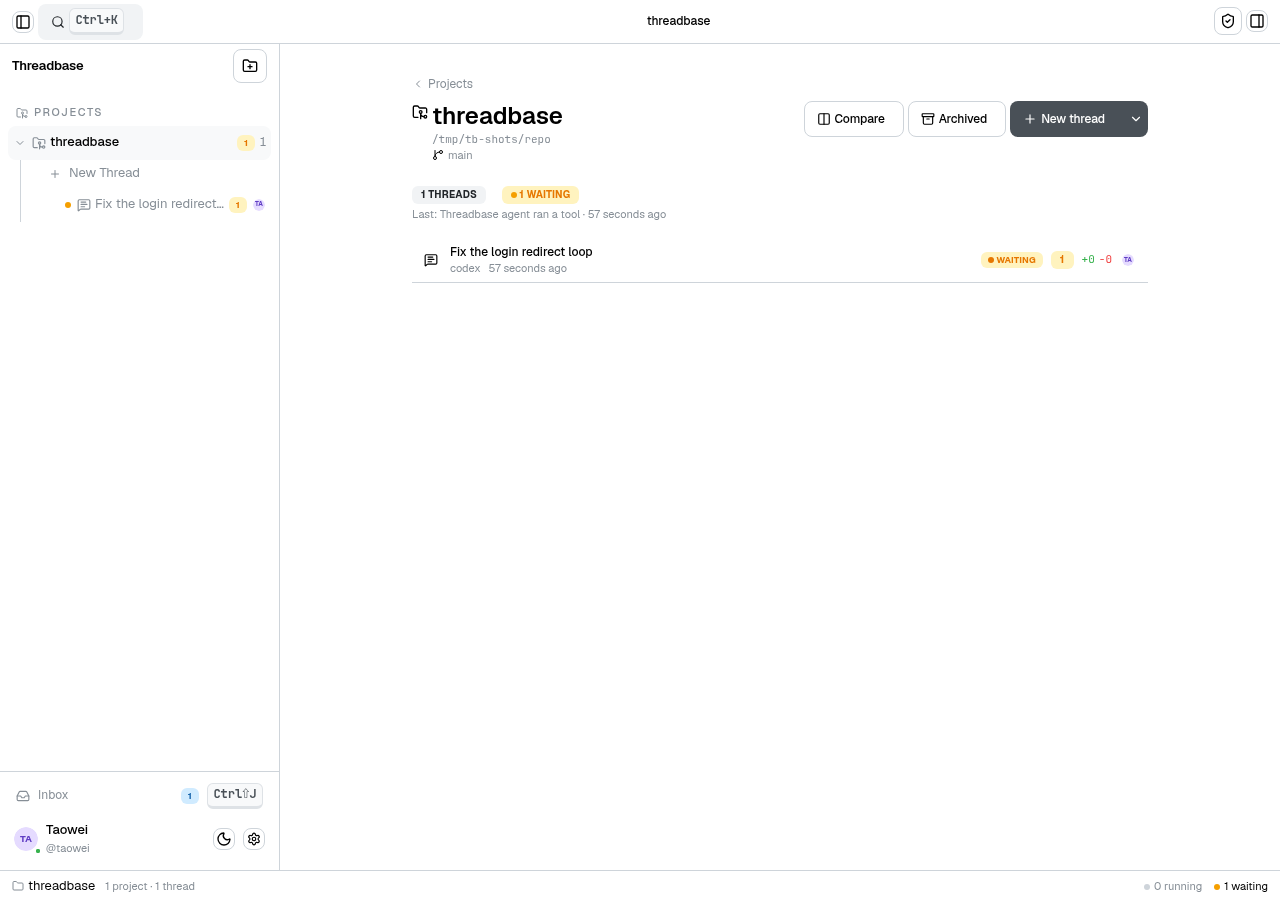 Ctrl+K
threadbase
Threadbase
PROJECTS
threadbase 1 1
New Thread
Fix the login redirect... 1 TA
Projects
threadbase
/tmp/tb-shots/repo
main
Compare
Archived
New thread
1 THREADS
1 WAITING
Last: Threadbase agent ran a tool · 57 seconds ago
Fix the login redirect loop
codex 57 seconds ago
WAITING 1 +0 -0 TA
Inbox 1 Ctrl⇧J
TA
Taowei
@taowei
threadbase 1 project · 1 thread
0 running 1 waiting